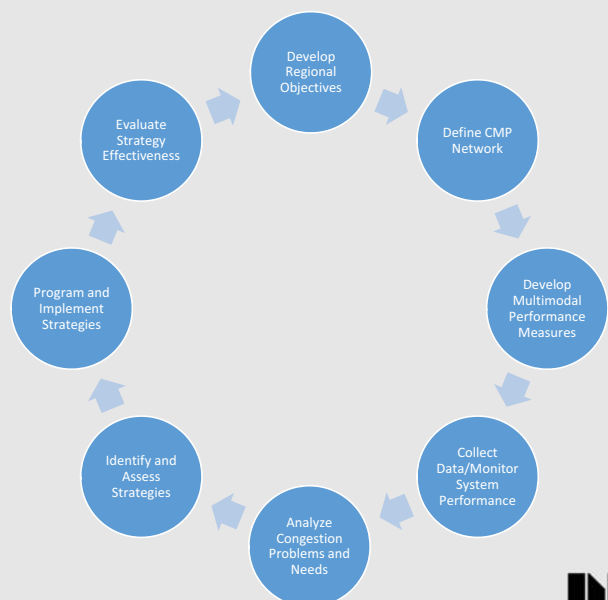 Develop
Regional
Objectives
Define CMP
Network
Develop
Multimodal
Performance
Measures
Collect
Data/Monitor
System
Performance
Analyze
Congestion
Problems and
Needs
Identify and
Assess
Strategies
Program and
Implement
Strategies
Evaluate
Strategy
Effectiveness